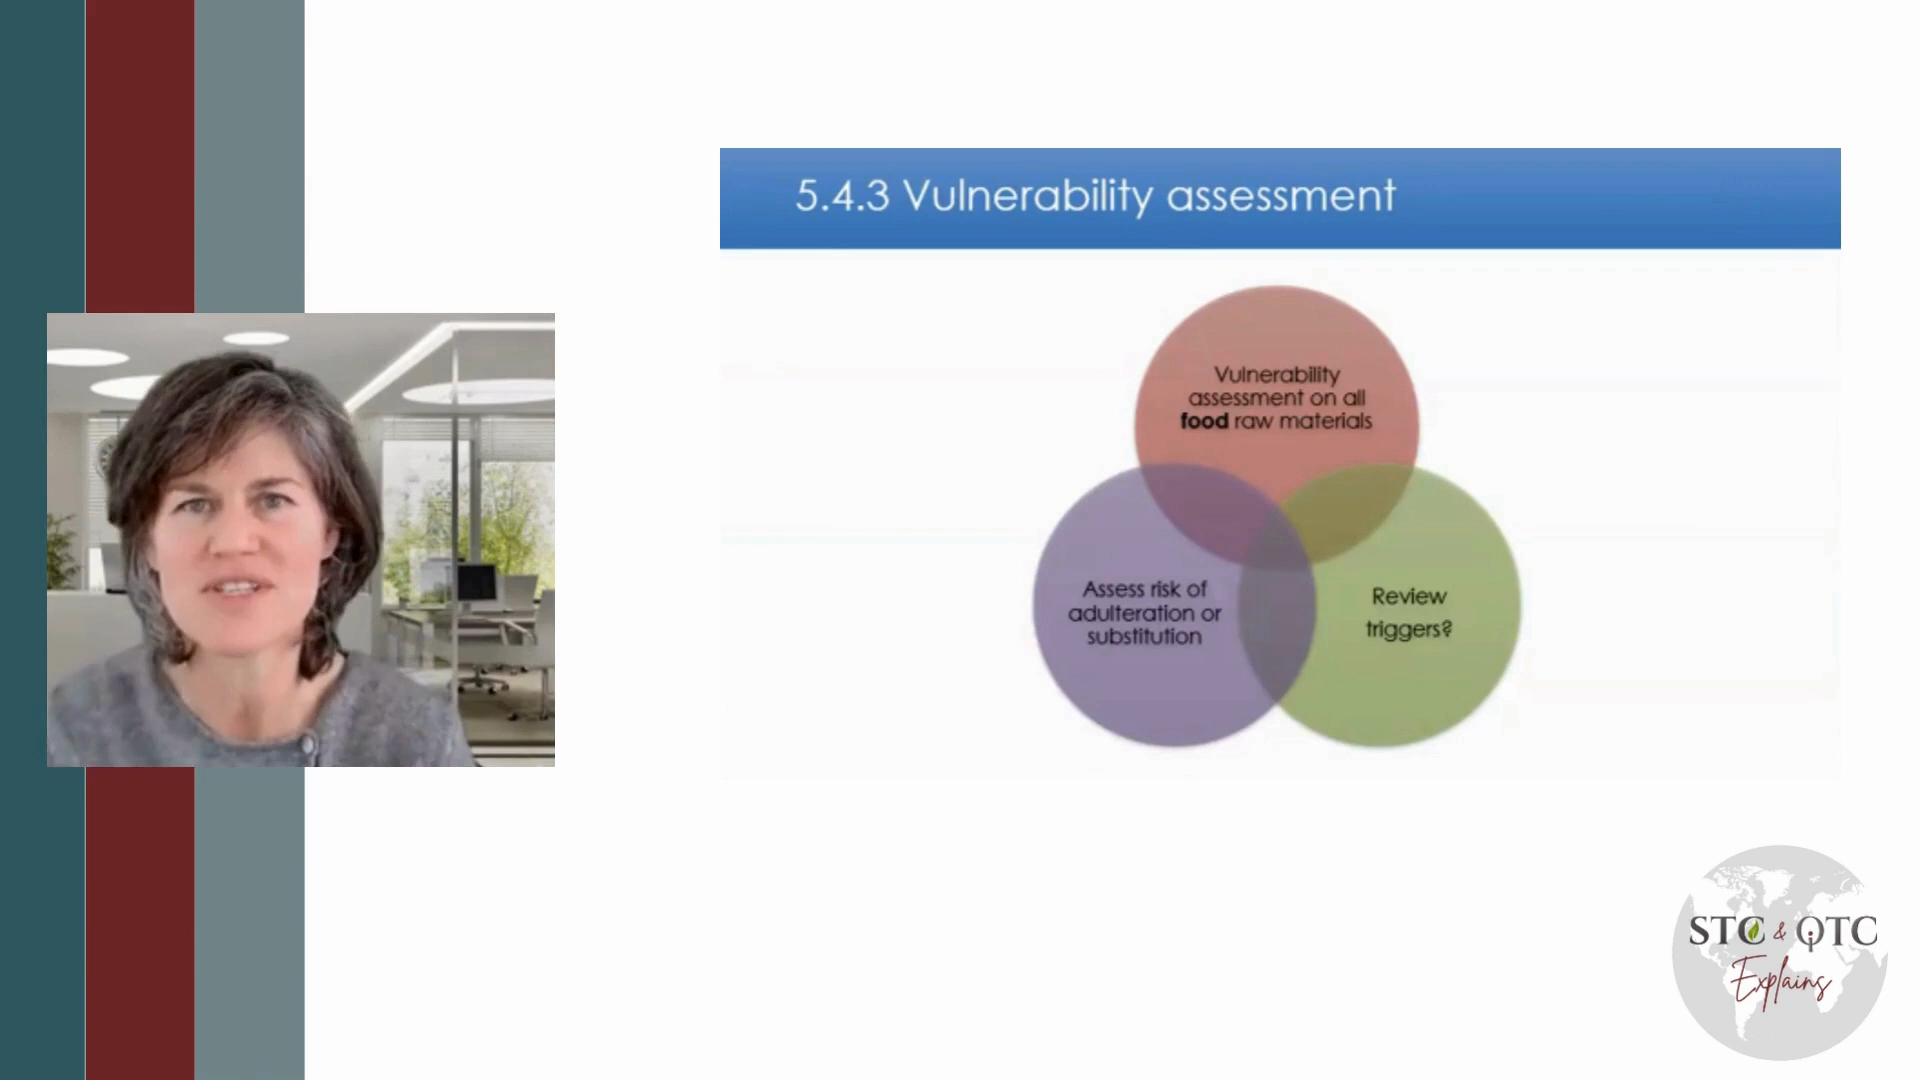 5.4.3 Vulnerability assessment
Vulnerability
assessment on all
food raw materials
Assess risk of
adulteration or
substitution
Review
triggers?
STC & QTC
Explains